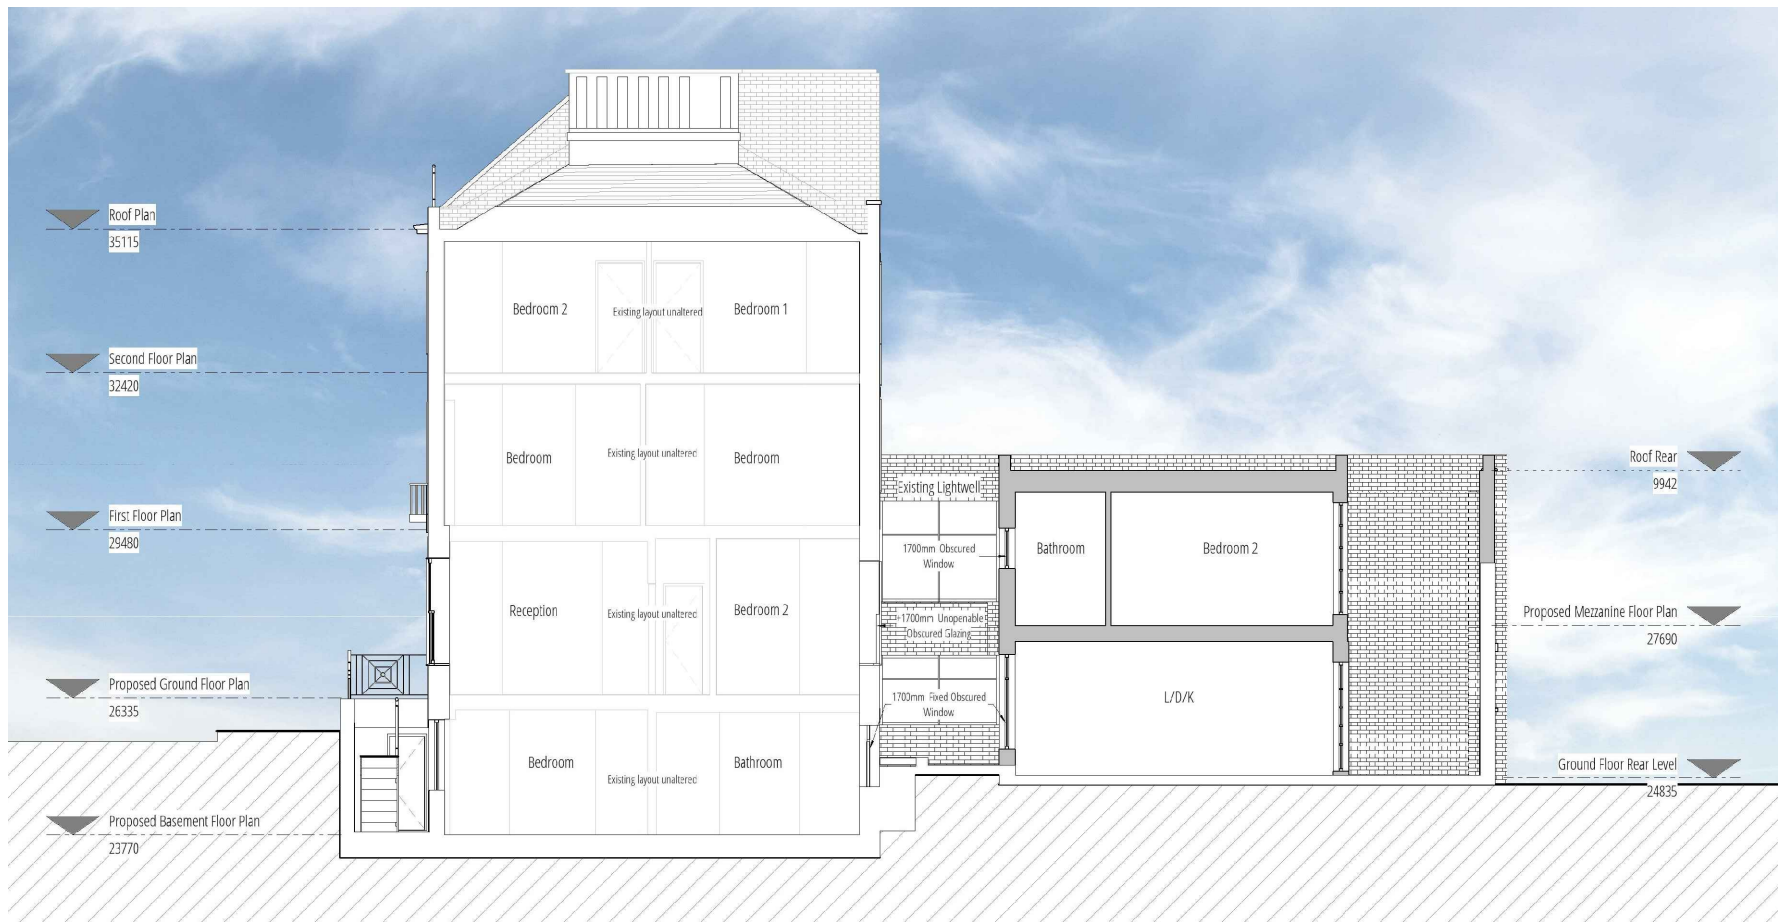 Roof Plan
35115
Second Floor Plan
32420
First Floor Plan
29480
Proposed Ground Floor Plan
26335
Proposed Basement Floor Plan
23770
Bedroom 2
Existing layout unaltered
Bedroom 1
Bedroom
Existing layout unaltered
Bedroom
Reception
Existing layout unaltered
Bedroom 2
Bedroom
Existing layout unaltered
Bathroom
Existing Lightwell
1700mm Obscured
Window
+1700mm Unopenable
Obscured Glazing
1700mm Fixed Obscured
Window
Bathroom
Bedroom 2
L/D/K
Roof Rear
9942
Proposed Mezzanine Floor Plan
27690
Ground Floor Rear Level
24835